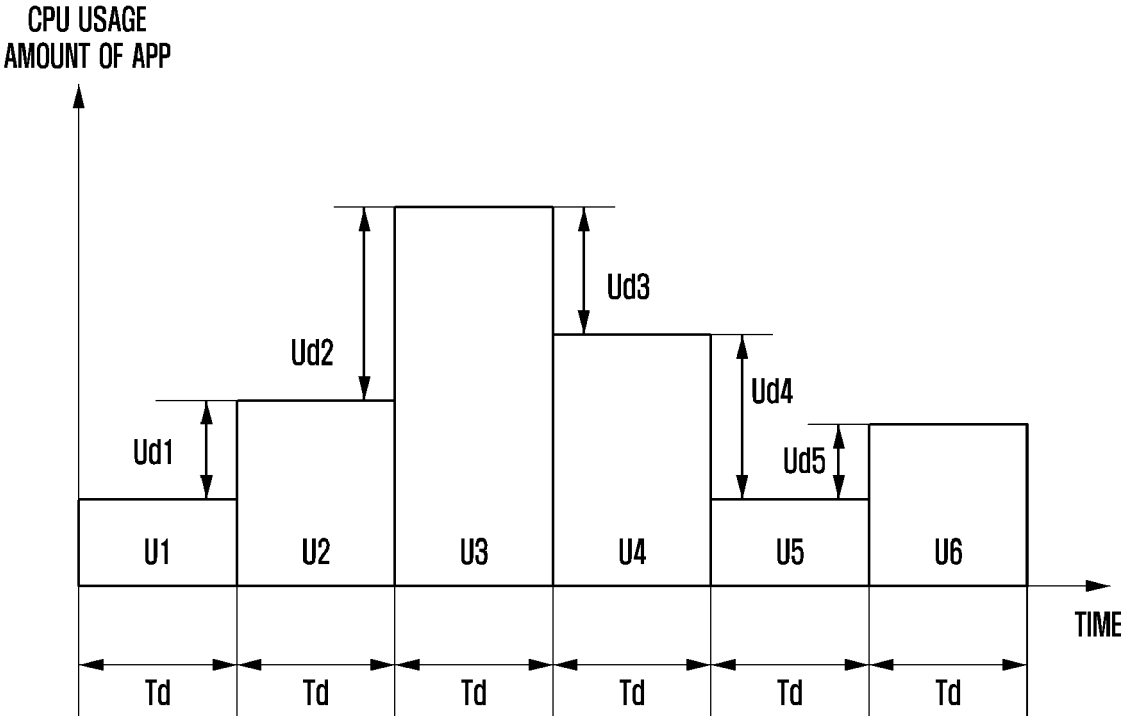 CPU USAGE
AMOUNT OF APP
Ud3
Ud2
Ud4
Ud1
Ud5
U1 U2 U3 U4 U5 U6
TIME
Td Td Td Td Td Td